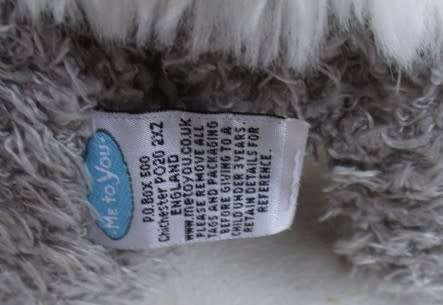 ME TO YOU
P.O.BOX 500
Chichester PO20 2XZ
ENGLAND
www.metoyou.co.uk
PLEASE REMOVE ALL
TAGS AND PACKAGING
BEFORE GIVING TO A
CHILD UNDER 3 YEARS.
RETAIN DETAILS FOR
REFERENCE.